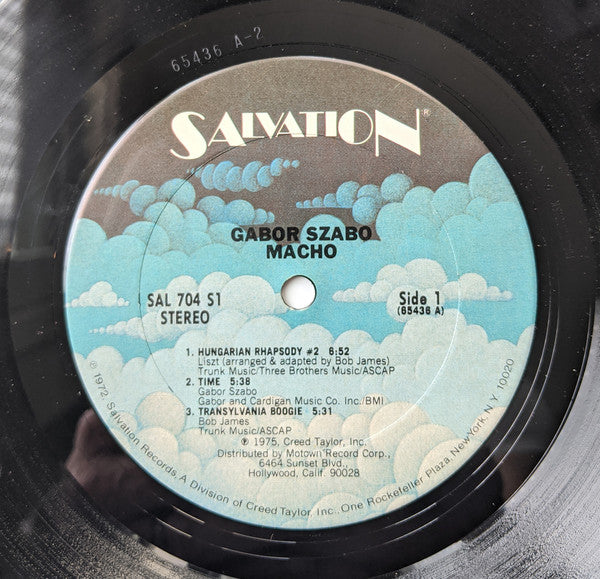 65436 A-2
SALVATION®
GABOR SZABO
MACHO
SAL 704 S1
STEREO
Side 1
(65436 A)
1. HUNGARIAN RHAPSODY #2 6:52
Liszt (arranged & adapted by Bob James)
Trunk Music/Three Brothers Music/ASCAP
2. TIME 5:38
Gabor Szabo
Gabor and Cardigan Music Co. Inc./BMI
3. TRANSYLVANIA BOOGIE 5:31
Bob James
Trunk Music/ASCAP
℗ 1975, Creed Taylor, Inc.
Distributed by Motown Record Corp.,
6464 Sunset Blvd.,
Hollywood, Calif. 90028
℗ 1972, Salvation Records, A Division of Creed Taylor, Inc., One Rockefeller Plaza, New York, N.Y. 10020